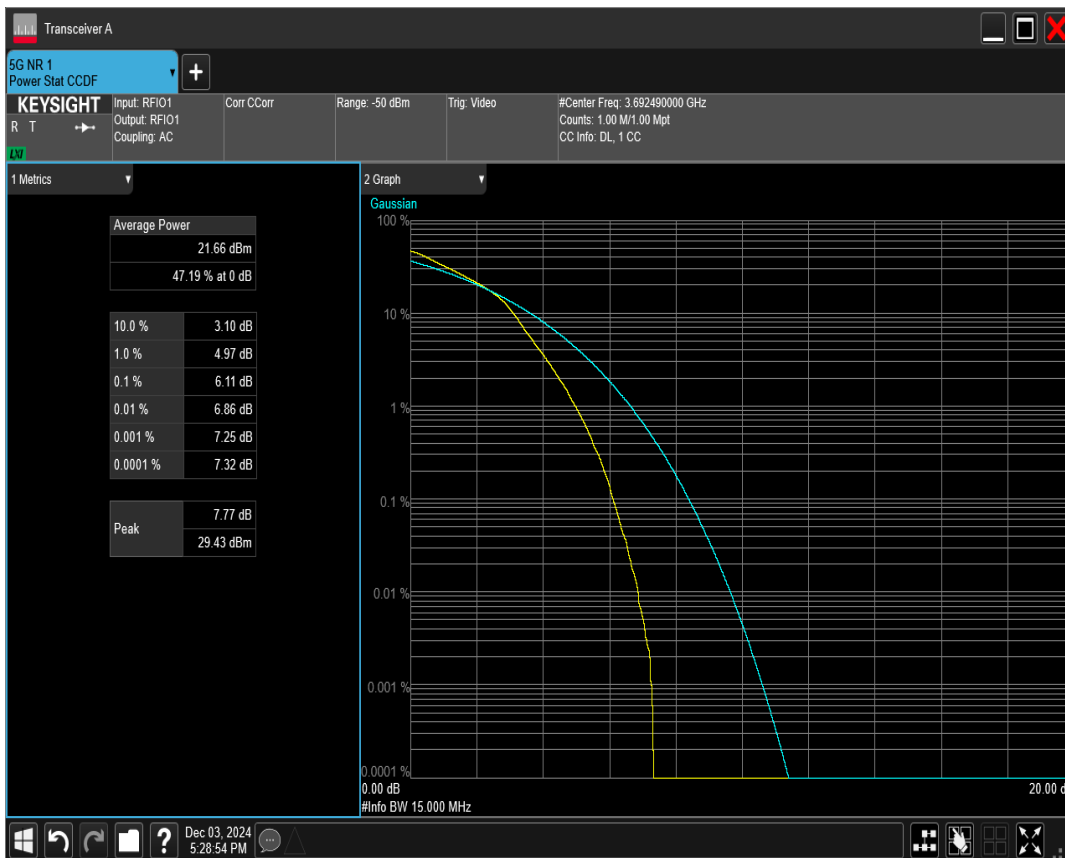 Transceiver A
5G NR 1
Power Stat CCDF
KEYSIGHT
R T
LXI
Input: RFIO1
Output: RFIO1
Coupling: AC
Corr CCorr
Range: -50 dBm
Trig: Video
#Center Freq: 3.692490000 GHz
Counts: 1.00 M/1.00 Mpt
CC Info: DL, 1 CC
1 Metrics
Average Power
21.66 dBm
47.19 % at 0 dB
10.0 % 3.10 dB
1.0 % 4.97 dB
0.1 % 6.11 dB
0.01 % 6.86 dB
0.001 % 7.25 dB
0.0001 % 7.32 dB
Peak 7.77 dB
29.43 dBm
2 Graph
Gaussian
100 %
10 %
1 %
0.1 %
0.01 %
0.001 %
0.0001 %
0.00 dB
20.00 d
#Info BW 15.000 MHz
Dec 03, 2024
5:28:54 PM